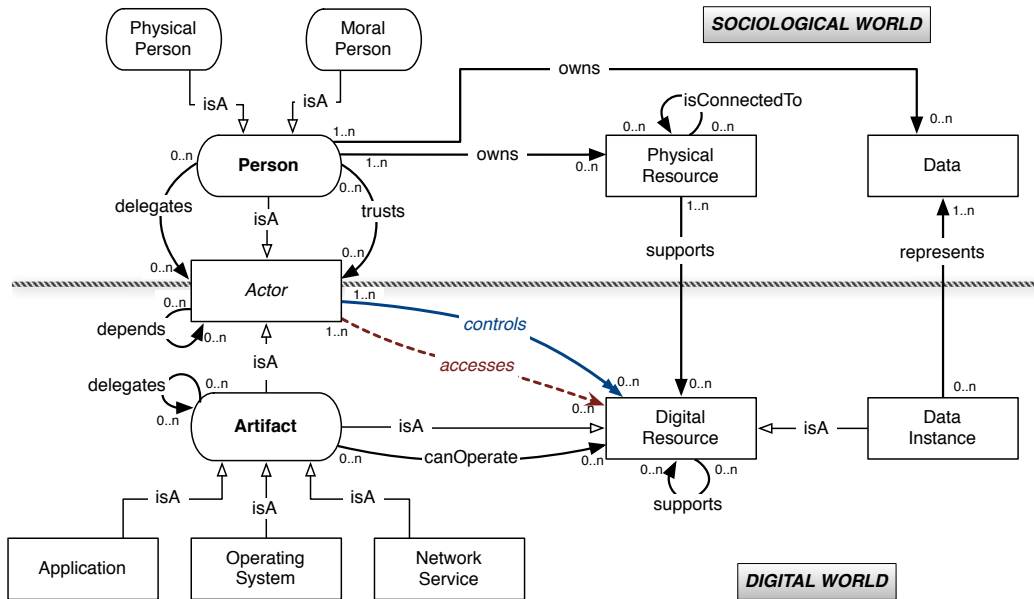 Physical
Person
Moral
Person
SOCIOLOGICAL WORLD
owns
isA
isA
isConnectedTo
1..n
0..n
0..n
0..n
0..n
Person
1..n
owns
0..n
Physical
Resource
Data
0..n
delegates
isA
trusts
1..n
1..n
supports
represents
0..n
0..n
Actor
1..n
0..n
controls
depends
0..n
1..n
isA
accesses
delegates
0..n
0..n
0..n
0..n
0..n
0..n
Artifact
isA
Digital
Resource
isA
Data
Instance
0..n
canOperate
0..n
0..n
0..n
isA
isA
isA
supports
Application
Operating
System
Network
Service
DIGITAL WORLD